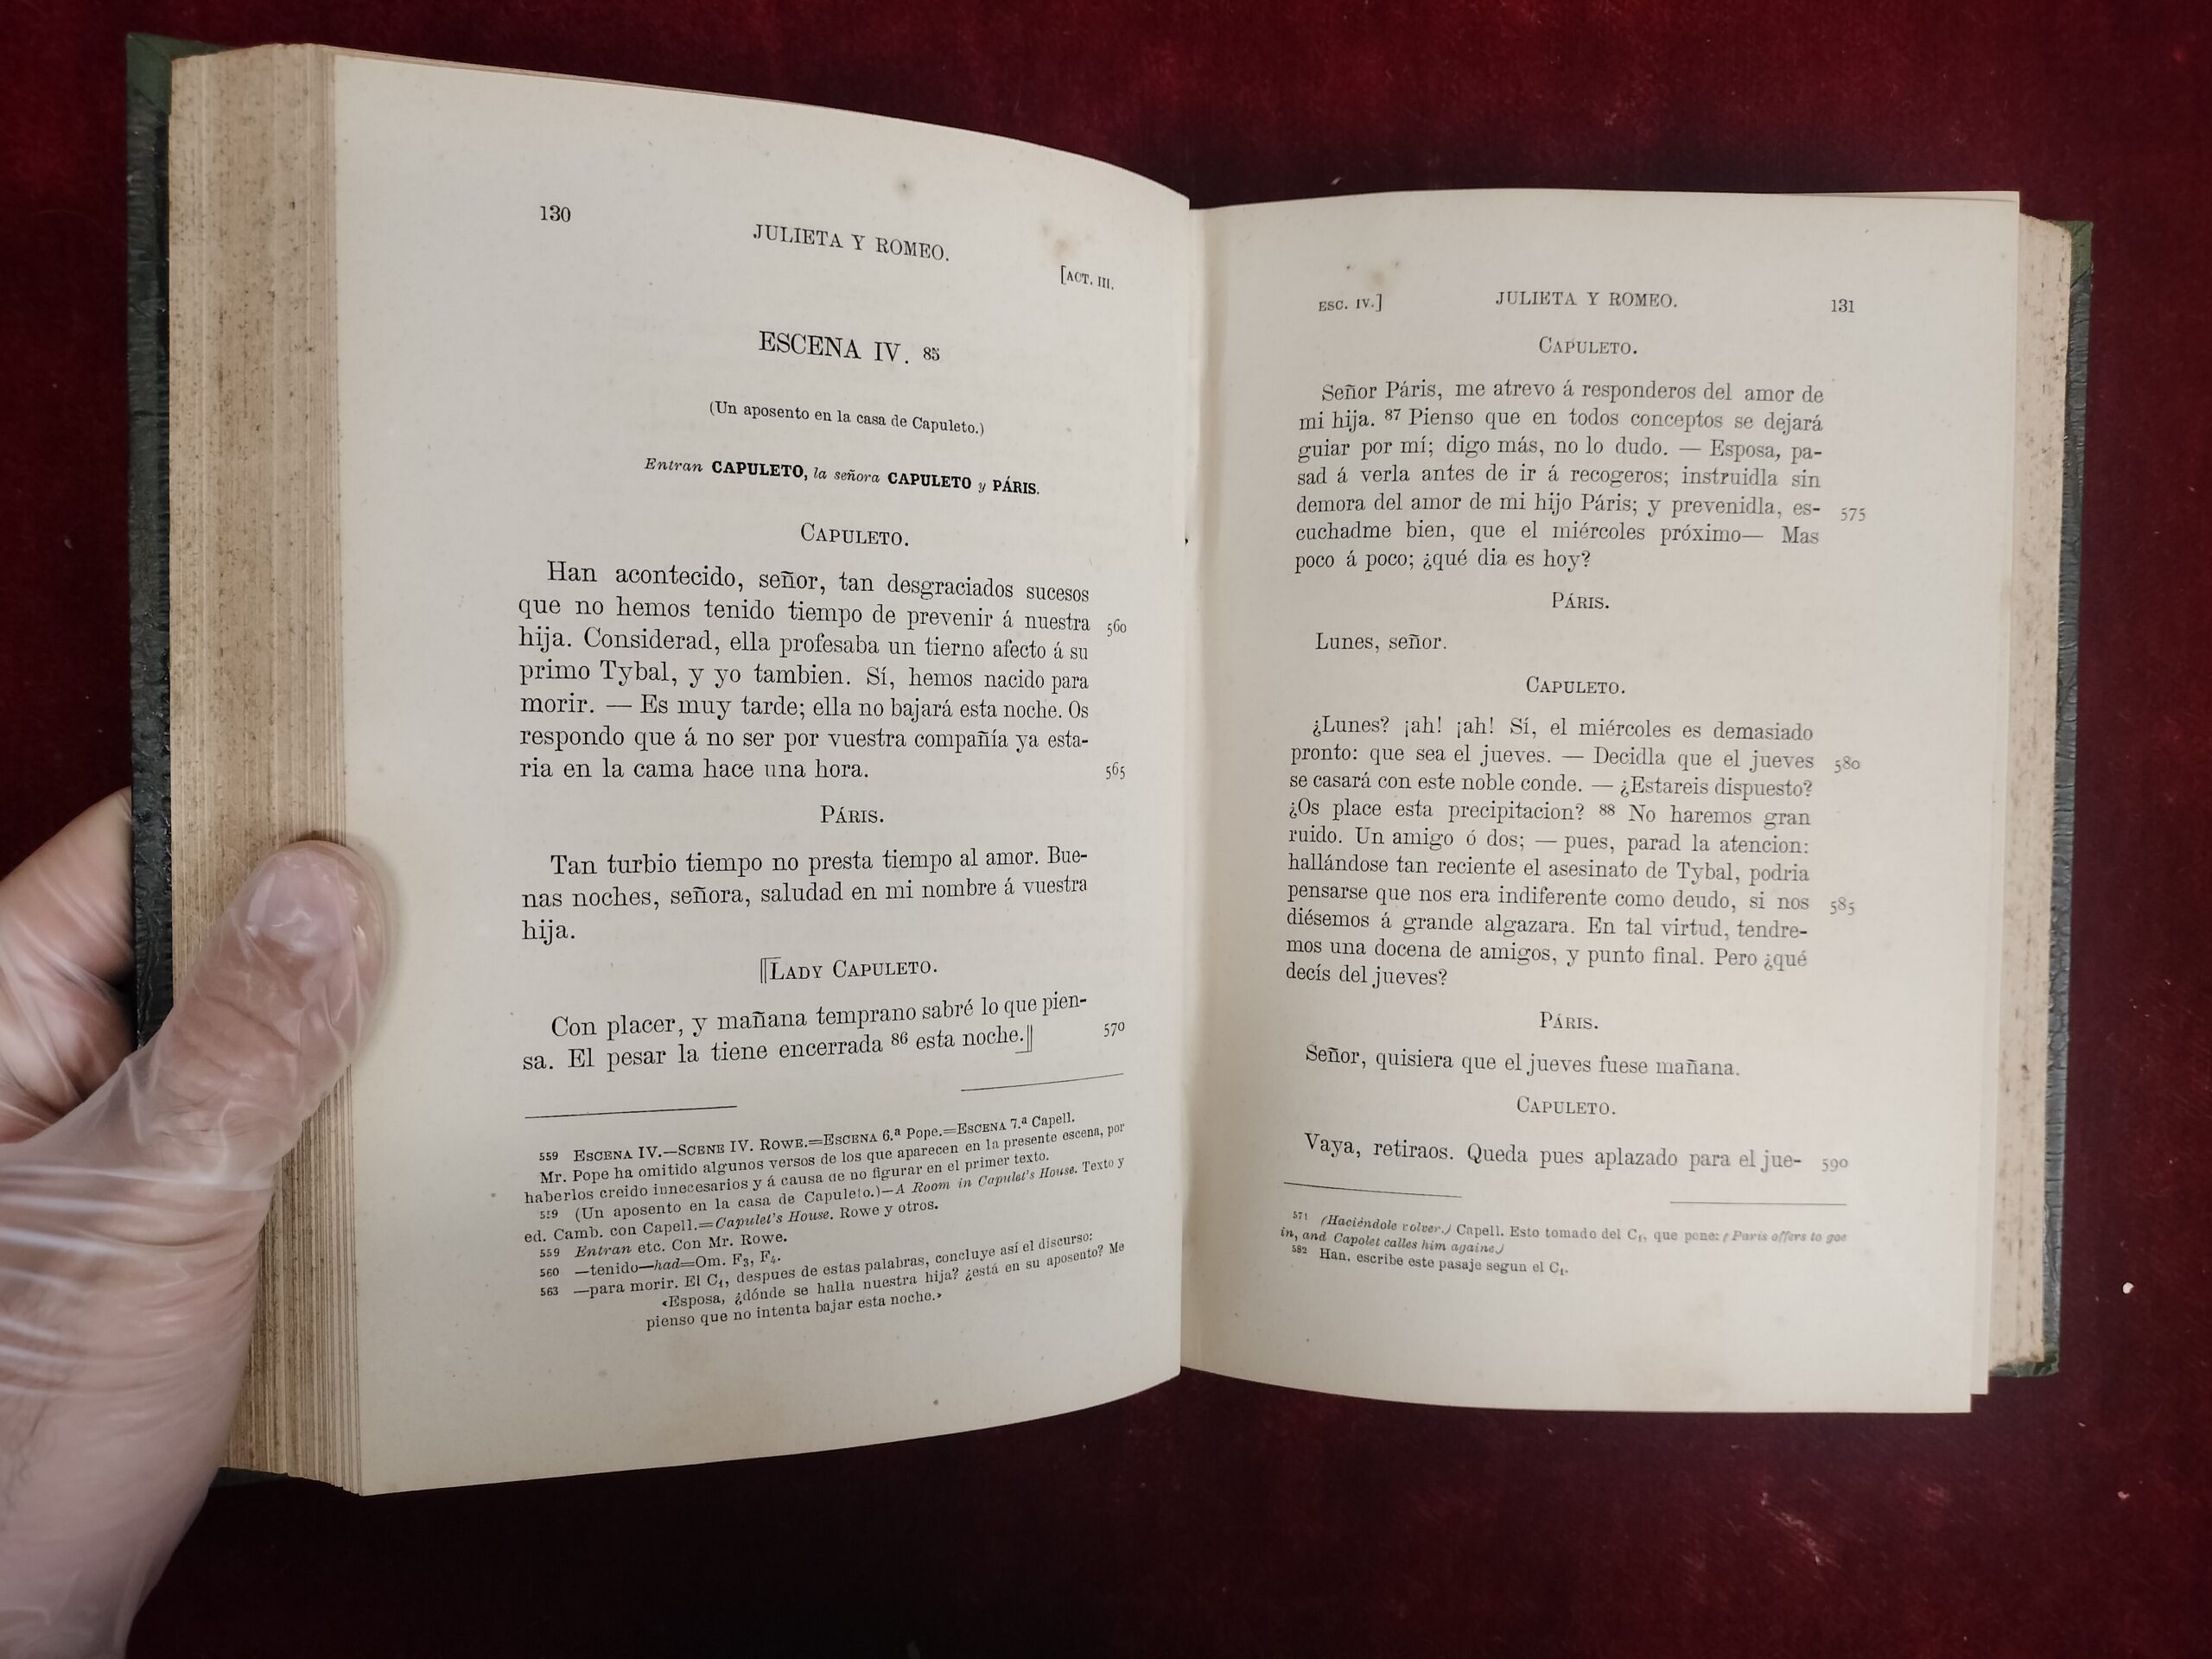 130
JULIETA Y ROMEO.
[ACT. III.
ESCENA IV. 85
(Un aposento en la casa de Capuleto.)
Entran CAPULETO, la señora CAPULETO y PÁRIS.
CAPULETO.
Han acontecido, señor, tan desgraciados sucesos
que no hemos tenido tiempo de prevenir á nuestra 560
hija. Considerad, ella profesaba un tierno afecto á su
primo Tybal, y yo tambien. Sí, hemos nacido para
morir. — Es muy tarde; ella no bajará esta noche. Os
respondo que á no ser por vuestra compañía ya esta-
ria en la cama hace una hora. 565
PÁRIS.
Tan turbio tiempo no presta tiempo al amor. Bue-
nas noches, señora, saludad en mi nombre á vuestra
hija.
‖LADY CAPULETO.
Con placer, y mañana temprano sabré lo que pien-
sa. El pesar la tiene encerrada 86 esta noche.‖ 570
559 ESCENA IV.—SCENE IV. ROWE.=ESCENA 6.ª Pope.=ESCENA 7.ª Capell.
Mr. Pope ha omitido algunos versos de los que aparecen en la presente escena, por
haberlos creido innecesarios y á causa de no figurar en el primer texto.
559 (Un aposento en la casa de Capuleto.)—A Room in Capulet's House. Texto y
ed. Camb. con Capell.=Capulet's House. Rowe y otros.
559 Entran etc. Con Mr. Rowe.
560 —tenido—had=Om. F3, F4.
563 —para morir. El C1, despues de estas palabras, concluye así el discurso:
«Esposa, ¿dónde se halla nuestra hija? ¿está en su aposento? Me
pienso que no intenta bajar esta noche.»
ESC. IV.]
JULIETA Y ROMEO.
131
CAPULETO.
Señor Páris, me atrevo á responderos del amor de
mi hija. 87 Pienso que en todos conceptos se dejará
guiar por mí; digo más, no lo dudo. — Esposa, pa-
sad á verla antes de ir á recogeros; instruidla sin
demora del amor de mi hijo Páris; y prevenidla, es- 575
cuchadme bien, que el miércoles próximo— Mas
poco á poco; ¿qué dia es hoy?
PÁRIS.
Lunes, señor.
CAPULETO.
¿Lunes? ¡ah! ¡ah! Sí, el miércoles es demasiado
pronto: que sea el jueves. — Decidla que el jueves 580
se casará con este noble conde. — ¿Estareis dispuesto?
¿Os place esta precipitacion? 88 No haremos gran
ruido. Un amigo ó dos; — pues, parad la atencion:
hallándose tan reciente el asesinato de Tybal, podria
pensarse que nos era indiferente como deudo, si nos 585
diésemos á grande algazara. En tal virtud, tendre-
mos una docena de amigos, y punto final. Pero ¿qué
decís del jueves?
PÁRIS.
Señor, quisiera que el jueves fuese mañana.
CAPULETO.
Vaya, retiraos. Queda pues aplazado para el jue- 590
571 (Haciéndole volver.) Capell. Esto tomado del C1, que pone: (Paris offers to goe
in, and Capolet calles him againe.)
582 Han. escribe este pasaje segun el C1.